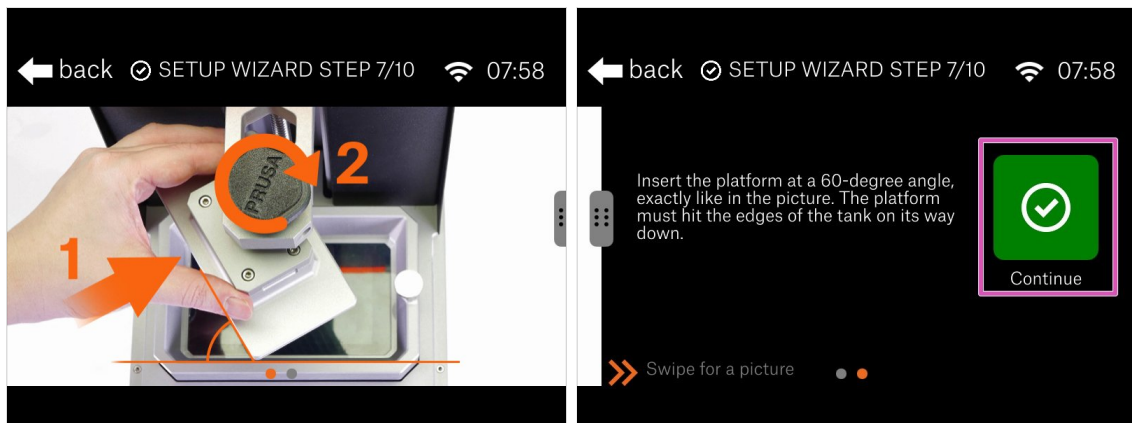 back SETUP WIZARD STEP 7/10 07:58
1
2
PRUSA
back SETUP WIZARD STEP 7/10 07:58
Insert the platform at a 60-degree angle,
exactly like in the picture. The platform
must hit the edges of the tank on its way
down.
Continue
Swipe for a picture